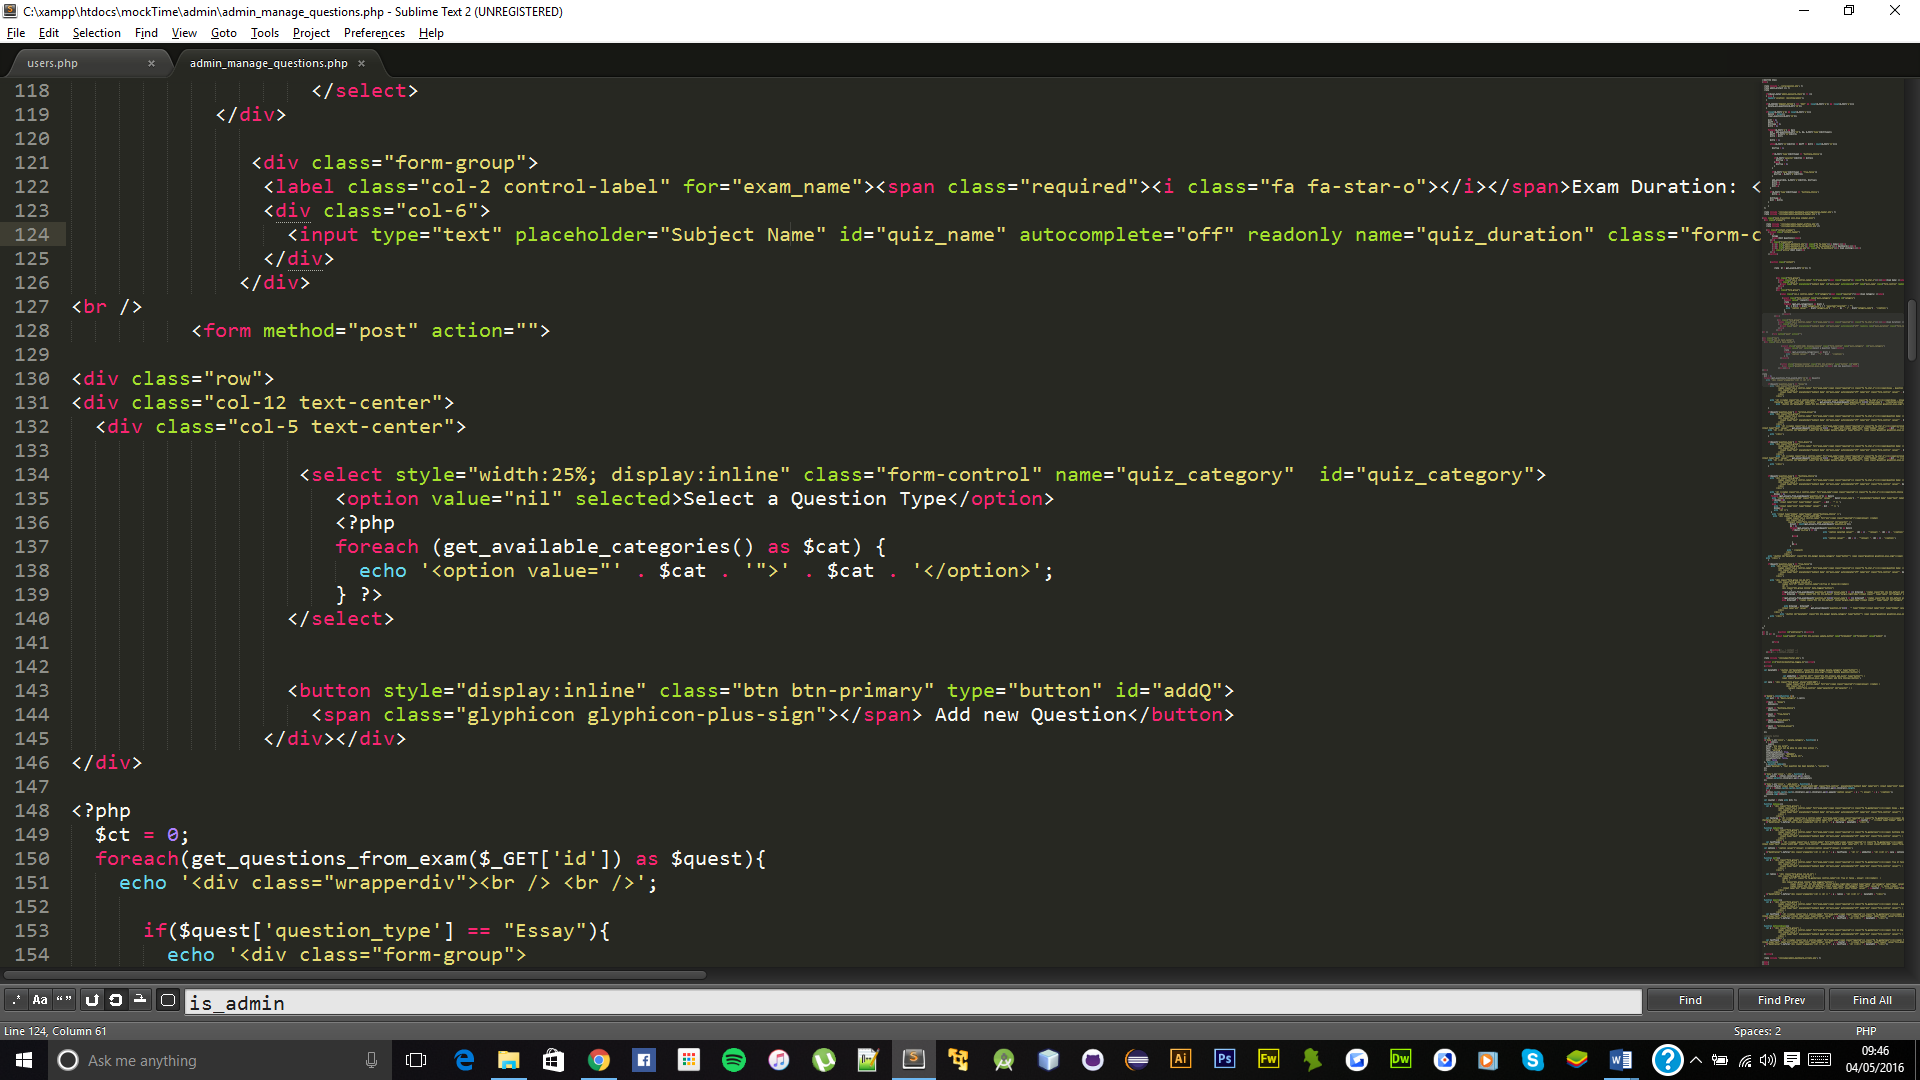 C:\xampp\htdocs\mockTime\admin\admin_manage_questions.php - Sublime Text 2 (UNREGISTERED)
File Edit Selection Find View Goto Tools Project Preferences Help
users.php × admin_manage_questions.php ×
118 </select>
119 </div>
120
121 <div class="form-group">
122 <label class="col-2 control-label" for="exam_name"><span class="required"><i class="fa fa-star-o"></i></span>Exam Duration: <
123 <div class="col-6">
124 <input type="text" placeholder="Subject Name" id="quiz_name" autocomplete="off" readonly name="quiz_duration" class="form-c
125 </div>
126 </div>
127 <br />
128 <form method="post" action="">
129
130 <div class="row">
131 <div class="col-12 text-center">
132 <div class="col-5 text-center">
133
134 <select style="width:25%; display:inline" class="form-control" name="quiz_category"  id="quiz_category">
135 <option value="nil" selected>Select a Question Type</option>
136 <?php
137 foreach (get_available_categories() as $cat) {
138 echo '<option value="' . $cat . '">' . $cat . '</option>';
139 } ?>
140 </select>
141
142
143 <button style="display:inline" class="btn btn-primary" type="button" id="addQ">
144 <span class="glyphicon glyphicon-plus-sign"></span> Add new Question</button>
145 </div></div>
146 </div>
147
148 <?php
149 $ct = 0;
150 foreach(get_questions_from_exam($_GET['id']) as $quest){
151 echo '<div class="wrapperdiv"><br /> <br />';
152
153 if($quest['question_type'] == "Essay"){
154 echo '<div class="form-group">
.* Aa “ ” is_admin Find Find Prev Find All
Line 124, Column 61 Spaces: 2 PHP
Ask me anything
Ai Ps Fw Dw
09:46
04/05/2016